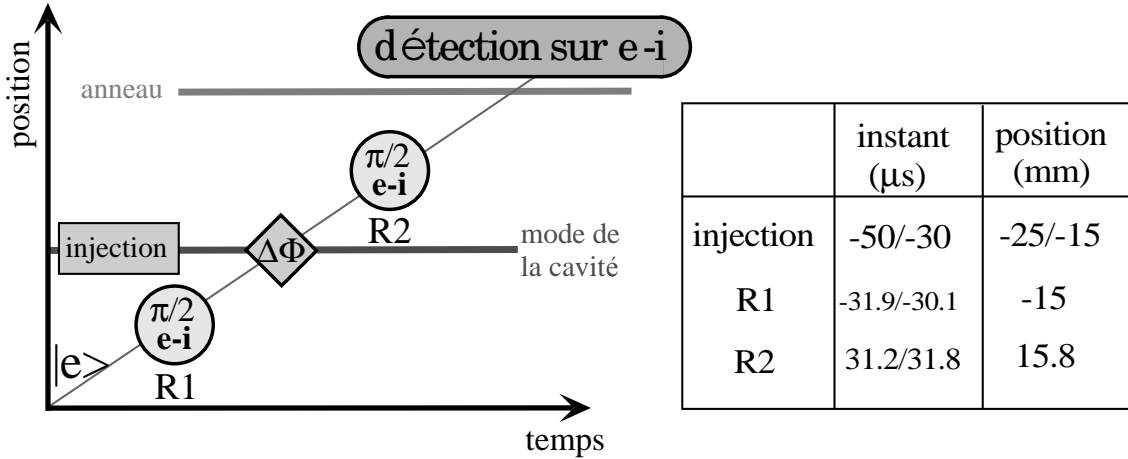 position
détection sur e-i
anneau
π/2
e-i
R2
injection
ΔΦ
mode de
la cavité
π/2
e-i
R1
|e>
temps
instant
(μs)
position
(mm)
injection -50/-30 -25/-15
R1 -31.9/-30.1 -15
R2 31.2/31.8 15.8